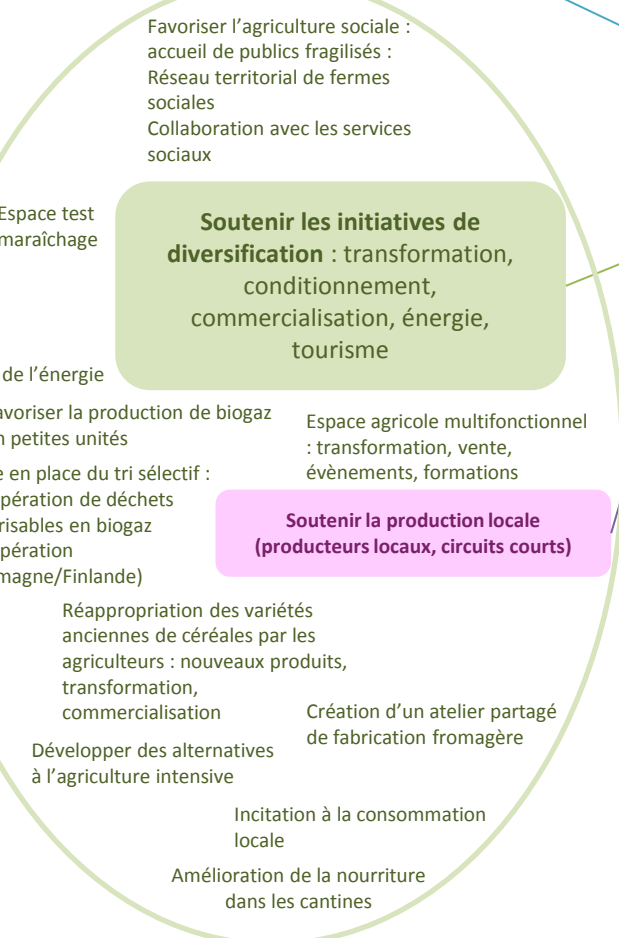 Favoriser l’agriculture sociale :
accueil de publics fragilisés :
Réseau territorial de fermes
sociales
Collaboration avec les services
sociaux
Espace test
maraîchage
Soutenir les initiatives de
diversification : transformation,
conditionnement,
commercialisation, énergie,
tourisme
de l’énergie
avoriser la production de biogaz
n petites unités
Espace agricole multifonctionnel
: transformation, vente,
évènements, formations
e en place du tri sélectif :
pération de déchets
risables en biogaz
pération
magne/Finlande)
Soutenir la production locale
(producteurs locaux, circuits courts)
Réappropriation des variétés
anciennes de céréales par les
agriculteurs : nouveaux produits,
transformation,
commercialisation
Création d’un atelier partagé
de fabrication fromagère
Développer des alternatives
à l’agriculture intensive
Incitation à la consommation
locale
Amélioration de la nourriture
dans les cantines